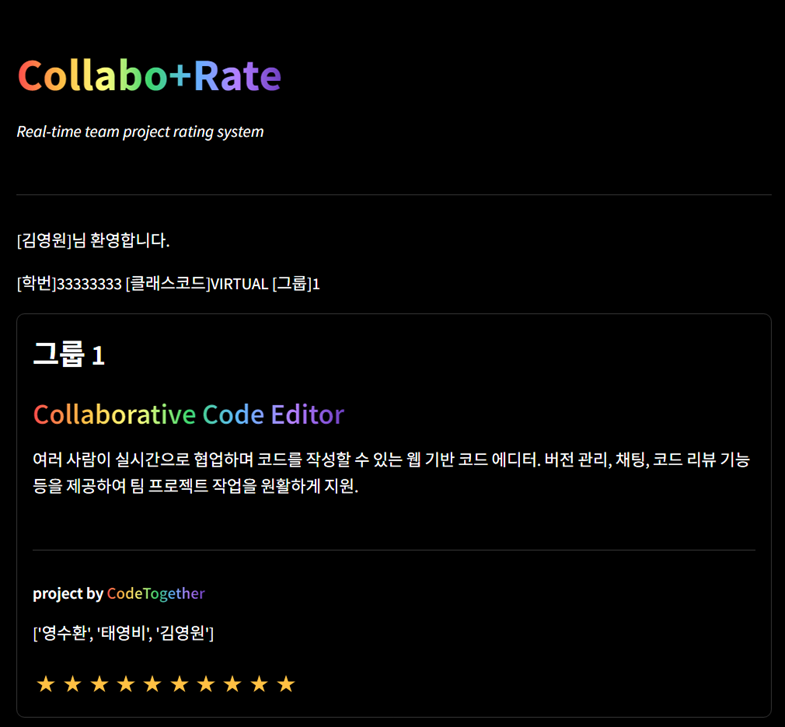 Collabo+Rate
Real-time team project rating system
[김영원]님 환영합니다.
[학번]33333333 [클래스코드]VIRTUAL [그룹]1
그룹 1
Collaborative Code Editor
여러 사람이 실시간으로 협업하며 코드를 작성할 수 있는 웹 기반 코드 에디터. 버전 관리, 채팅, 코드 리뷰 기능
등을 제공하여 팀 프로젝트 작업을 원활하게 지원.
project by CodeTogether
['영수환', '태영비', '김영원']